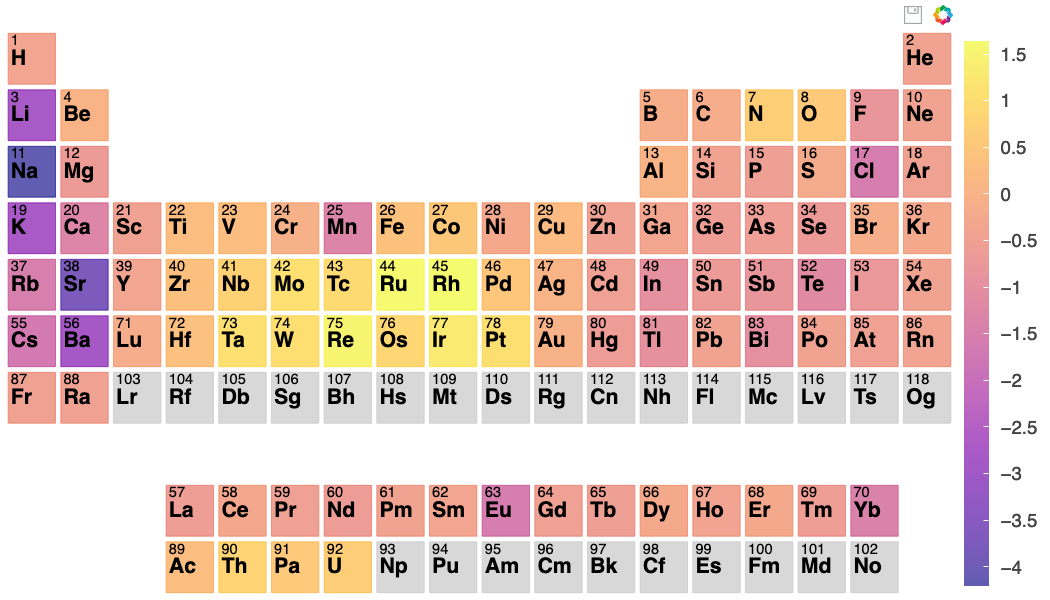 1 2
H He
3 4 5 6 7 8 9 10
Li Be B C N O F Ne
11 12 13 14 15 16 17 18
Na Mg Al Si P S Cl Ar
19 20 21 22 23 24 25 26 27 28 29 30 31 32 33 34 35 36
K Ca Sc Ti V Cr Mn Fe Co Ni Cu Zn Ga Ge As Se Br Kr
37 38 39 40 41 42 43 44 45 46 47 48 49 50 51 52 53 54
Rb Sr Y Zr Nb Mo Tc Ru Rh Pd Ag Cd In Sn Sb Te I Xe
55 56 71 72 73 74 75 76 77 78 79 80 81 82 83 84 85 86
Cs Ba Lu Hf Ta W Re Os Ir Pt Au Hg Tl Pb Bi Po At Rn
87 88 103 104 105 106 107 108 109 110 111 112 113 114 115 116 117 118
Fr Ra Lr Rf Db Sg Bh Hs Mt Ds Rg Cn Nh Fl Mc Lv Ts Og
57 58 59 60 61 62 63 64 65 66 67 68 69 70
La Ce Pr Nd Pm Sm Eu Gd Tb Dy Ho Er Tm Yb
89 90 91 92 93 94 95 96 97 98 99 100 101 102
Ac Th Pa U Np Pu Am Cm Bk Cf Es Fm Md No
1.5
1
0.5
0
−0.5
−1
−1.5
−2
−2.5
−3
−3.5
−4